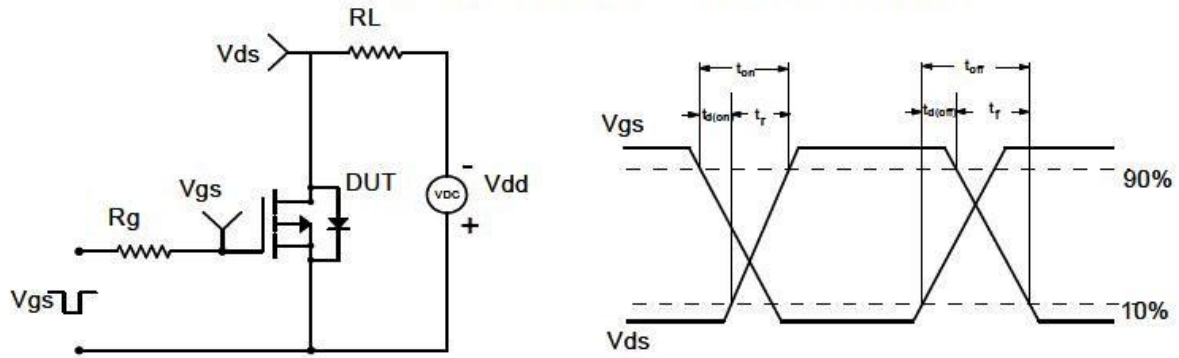 RL
Vds
Vgs
DUT
-
VDC
Vdd
+
Rg
Vgs
ton
toff
td(on
tr
td(off)
tf
Vgs
90%
10%
Vds